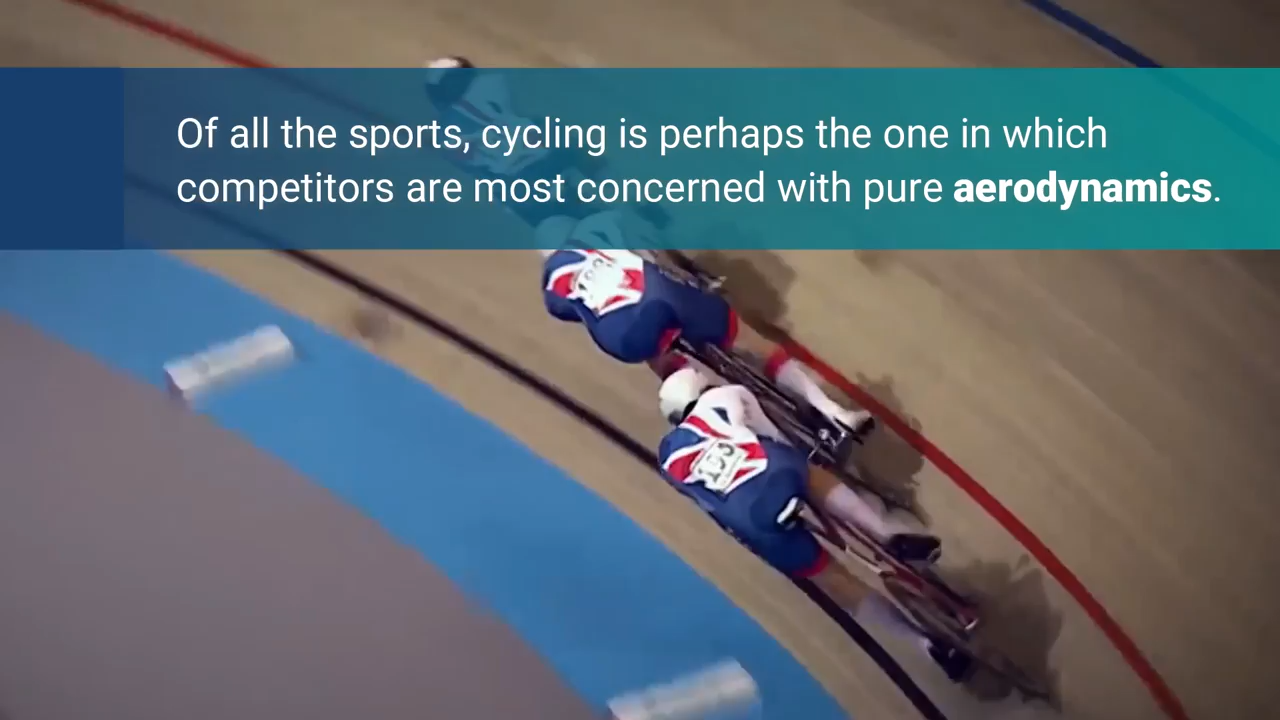 Of all the sports, cycling is perhaps the one in which
competitors are most concerned with pure aerodynamics.